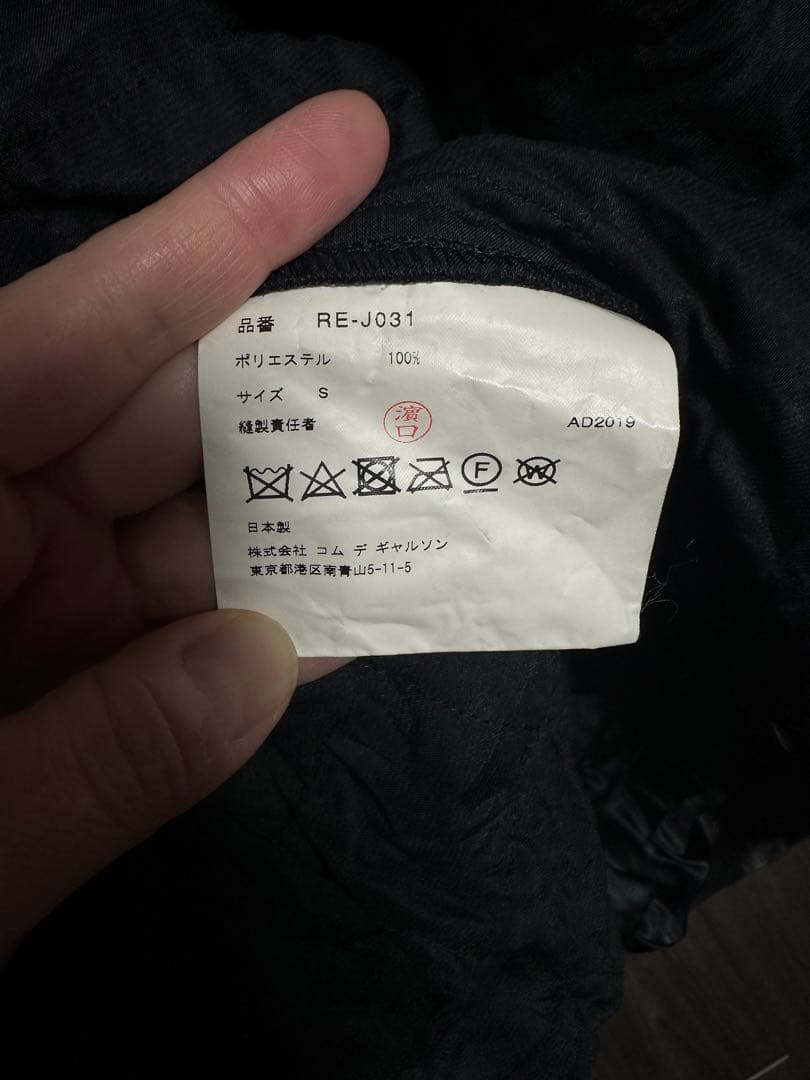 品番 RE-J031
ポリエステル 100%
サイズ S
縫製責任者 濵口 AD2019
F W
日本製
株式会社 コム デ ギャルソン
東京都港区南青山5-11-5